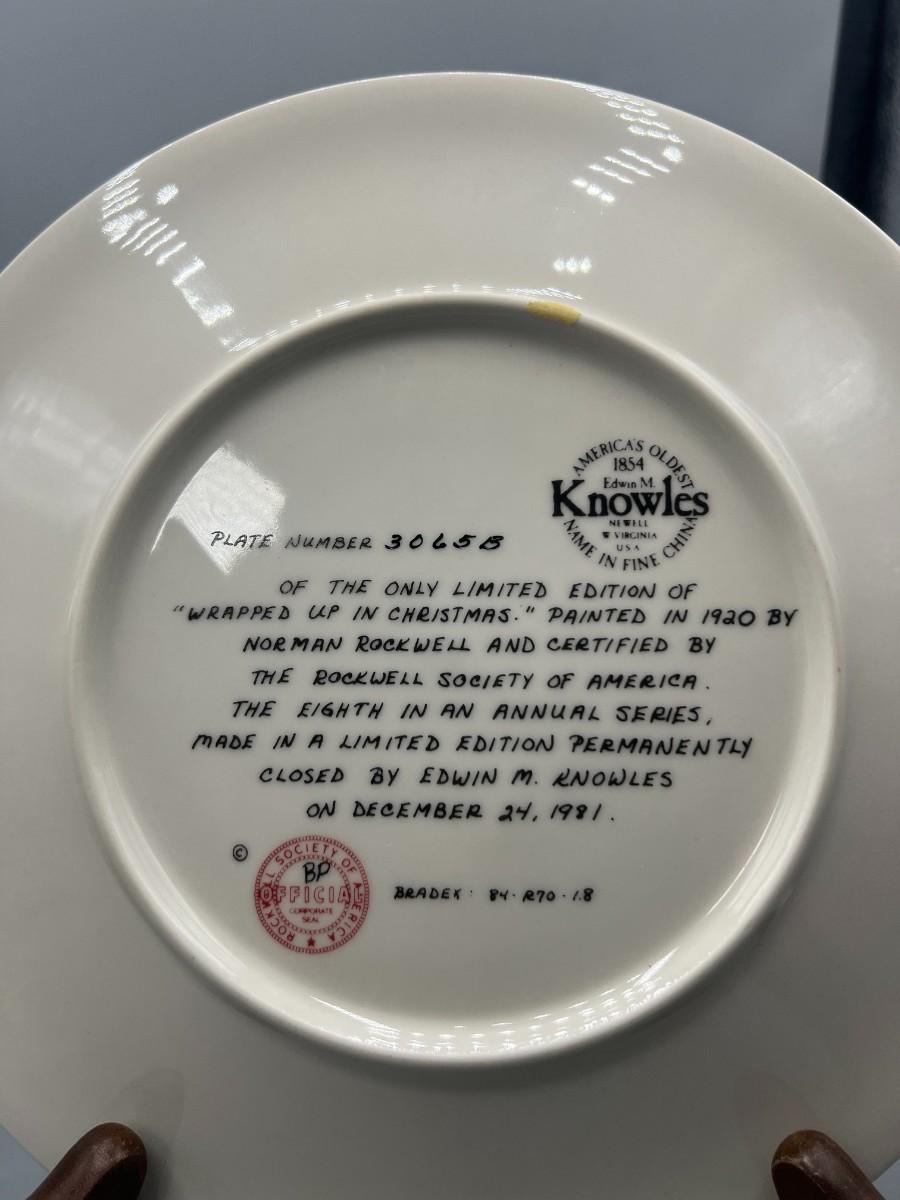 AMERICA'S OLDEST
1854
Edwin M.
Knowles
NEWELL
W VIRGINIA
USA
NAME IN FINE CHINA
PLATE NUMBER 3065B
OF THE ONLY LIMITED EDITION OF
"WRAPPED UP IN CHRISTMAS." PAINTED IN 1920 BY
NORMAN ROCKWELL AND CERTIFIED BY
THE ROCKWELL SOCIETY OF AMERICA.
THE EIGHTH IN AN ANNUAL SERIES,
MADE IN A LIMITED EDITION PERMANENTLY
CLOSED BY EDWIN M. KNOWLES
ON DECEMBER 24, 1981.
©
ROCKWELL SOCIETY OF AMERICA
BP
OFFICIAL
CORPORATE
SEAL
BRADEX: 84·R70·1.8